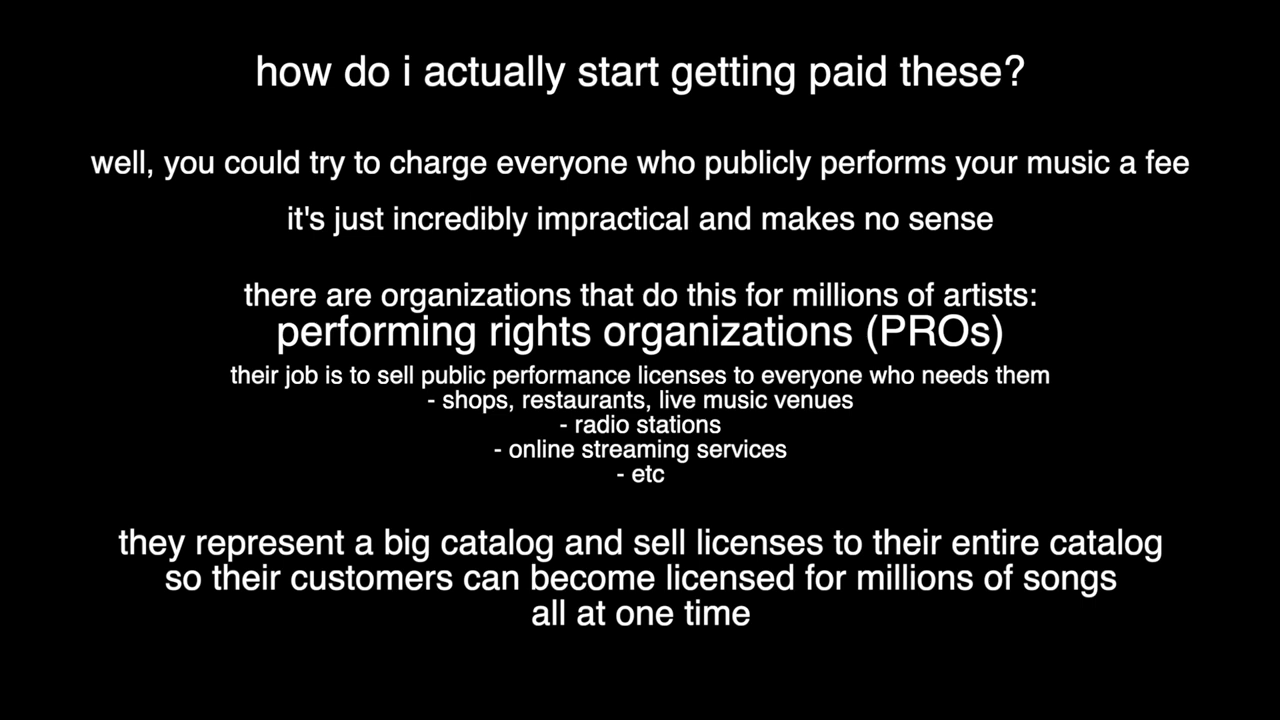 how do i actually start getting paid these?
well, you could try to charge everyone who publicly performs your music a fee
it's just incredibly impractical and makes no sense
there are organizations that do this for millions of artists:
performing rights organizations (PROs)
their job is to sell public performance licenses to everyone who needs them
- shops, restaurants, live music venues
- radio stations
- online streaming services
- etc
they represent a big catalog and sell licenses to their entire catalog
so their customers can become licensed for millions of songs
all at one time